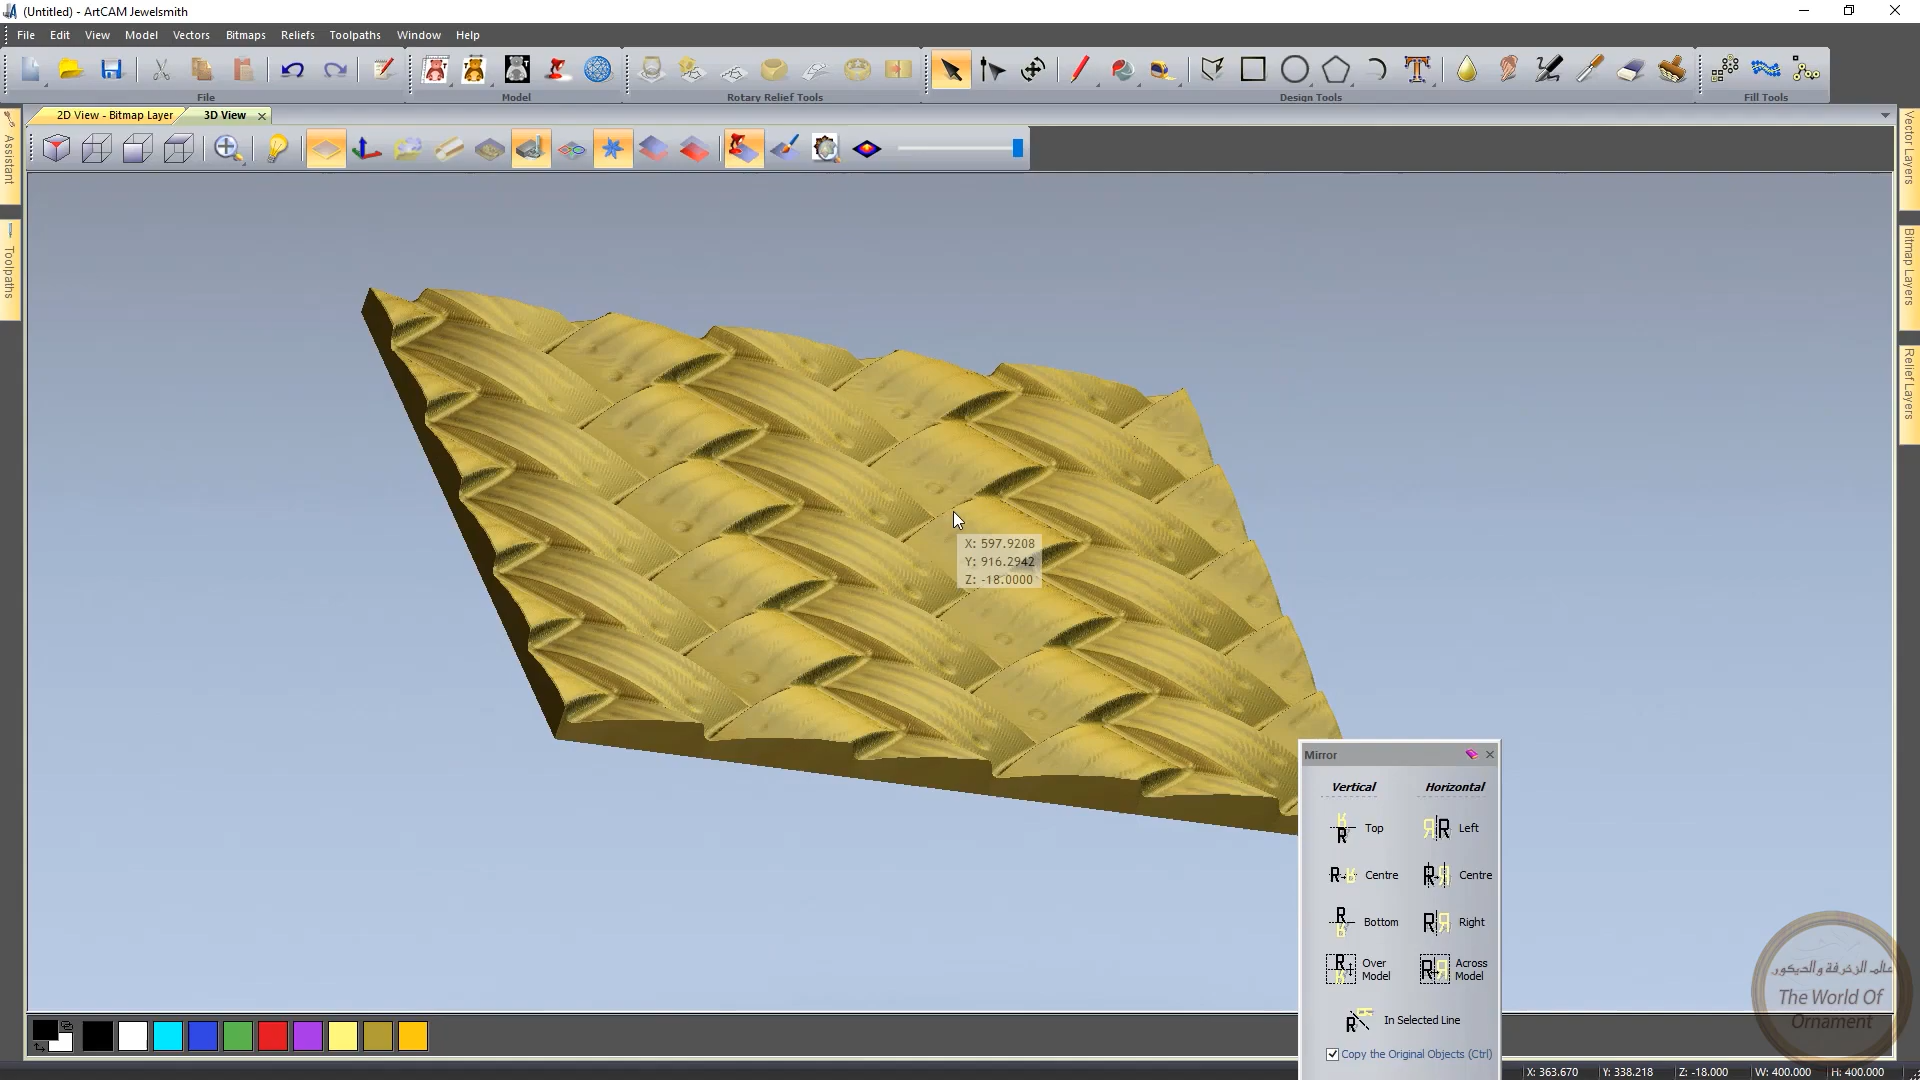 (Untitled) - ArtCAM Jewelsmith
File Edit View Model Vectors Bitmaps Reliefs Toolpaths Window Help
File Model Rotary Relief Tools Design Tools Fill Tools
2D View - Bitmap Layer 3D View
Assistant
Toolpaths
Vector Layers
Bitmap Layers
Relief Layers
X: 597.9208
Y: 916.2942
Z: -18.0000
Mirror
Vertical Horizontal
Top Left
Centre Centre
Bottom Right
Over Model Across Model
In Selected Line
Copy the Original Objects (Ctrl)
عالم الزخرفة والديكور
The World Of
Ornament
X: 363.670 Y: 338.218 Z: -18.000 W: 400.000 H: 400.000